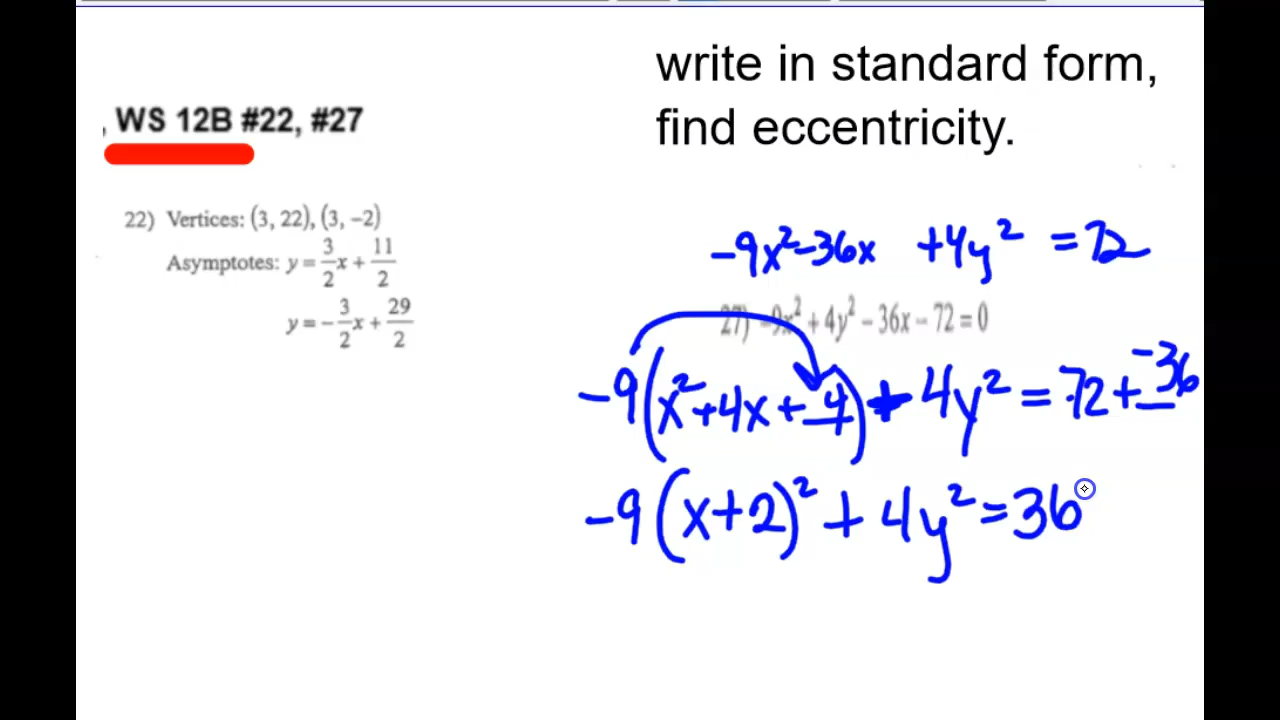 write in standard form,
find eccentricity.
, WS 12B #22, #27
22) Vertices: (3, 22), (3, −2)
Asymptotes: y = 3/2 x + 11/2
y = − 3/2 x + 29/2
-9x² -36x +4y² = 72
27) −9x² + 4y² − 36x − 72 = 0
-9(x² +4x + 4) + 4y² = 72 + -36
-9(x+2)² + 4y² = 36